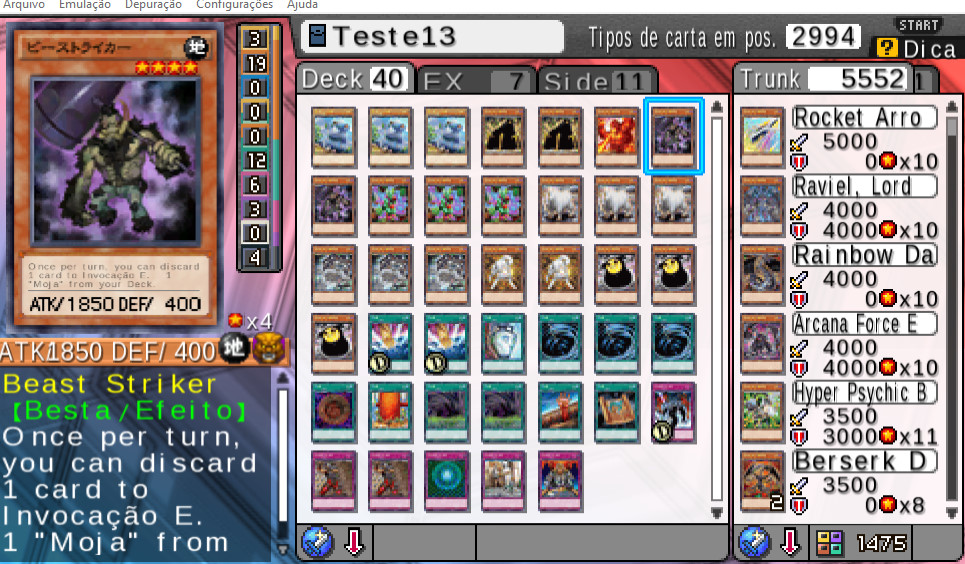 Arquivo Emulação Depuração Configurações Ajuda
ビーストライカー 地
Once per turn, you can discard
1 card to Invocação E. 1
"Moja" from your Deck.
ATK/1850 DEF/ 400
x4
ATK1850 DEF/ 400 地
Beast Striker
【Besta/Efeito】
Once per turn,
you can discard
1 card to
Invocação E.
1 "Moja" from
3
19
0
0
0
12
6
3
0
4
Teste13
Tipos de carta em pos. 2994
START
? Dica
Deck 40
EX 7
Side 11
Trunk 5552
Rocket Arro
5000
0 x10
Raviel, Lord
4000
4000 x10
Rainbow Da
4000
0 x10
Arcana Force E
4000
4000 x10
Hyper Psychic B
3500
3000 x11
Berserk D
3500
2 0 x8
1475